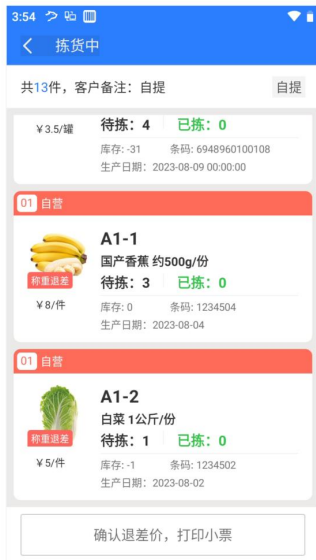 3:54
拣货中
共13件，客户备注：自提 自提
￥3.5/罐 待拣：4 已拣：0
库存: -31 条码: 6948960100108
生产日期：2023-08-09 00:00:00
01 自营
A1-1
国产香蕉 约500g/份
称重退差 待拣：3 已拣：0
￥8/件 库存: 0 条码: 1234504
生产日期：2023-08-04
01 自营
A1-2
白菜 1公斤/份
称重退差 待拣：1 已拣：0
￥5/件 库存: -1 条码: 1234502
生产日期：2023-08-02
确认退差价，打印小票